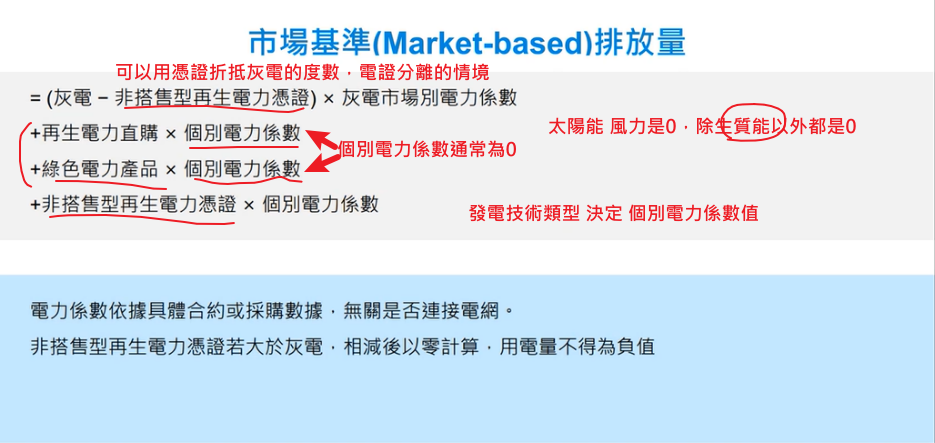 市場基準(Market-based)排放量
可以用憑證折抵灰電的度數，電證分離的情境
= (灰電 − 非搭售型再生電力憑證) × 灰電市場別電力係數
+再生電力直購 × 個別電力係數
太陽能 風力是0，除生質能以外都是0
個別電力係數通常為0
+綠色電力產品 × 個別電力係數
+非搭售型再生電力憑證 × 個別電力係數
發電技術類型 決定 個別電力係數值
電力係數依據具體合約或採購數據，無關是否連接電網。
非搭售型再生電力憑證若大於灰電，相減後以零計算，用電量不得為負值